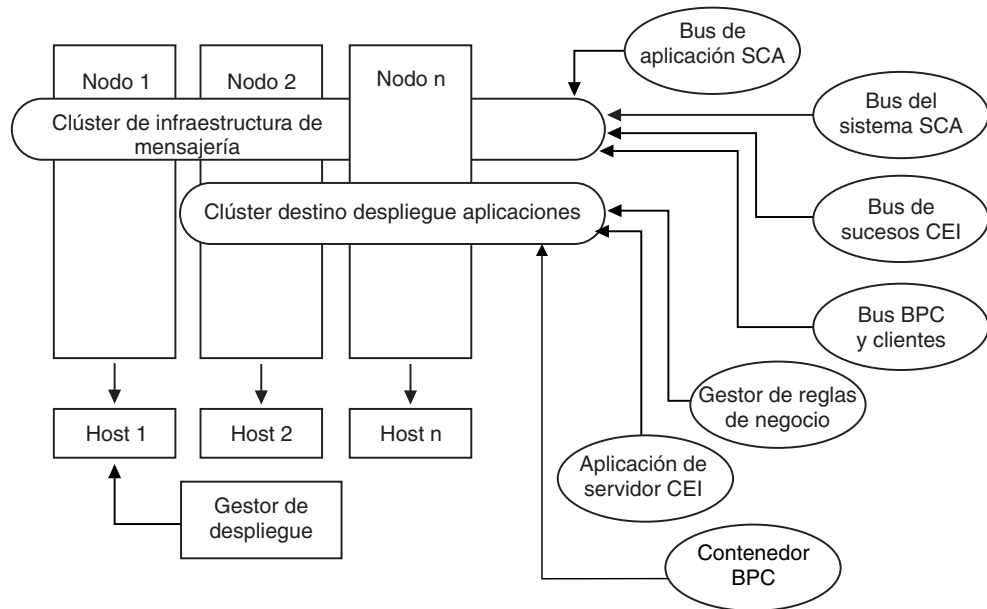 Nodo 1
Nodo 2
Nodo n
Clúster de infraestructura de
mensajería
Clúster destino despliegue aplicaciones
Bus de
aplicación SCA
Bus del
sistema SCA
Bus de
sucesos CEI
Bus BPC
y clientes
Gestor de reglas
de negocio
Aplicación de
servidor CEI
Contenedor
BPC
Host 1
Host 2
Host n
Gestor de
despliegue